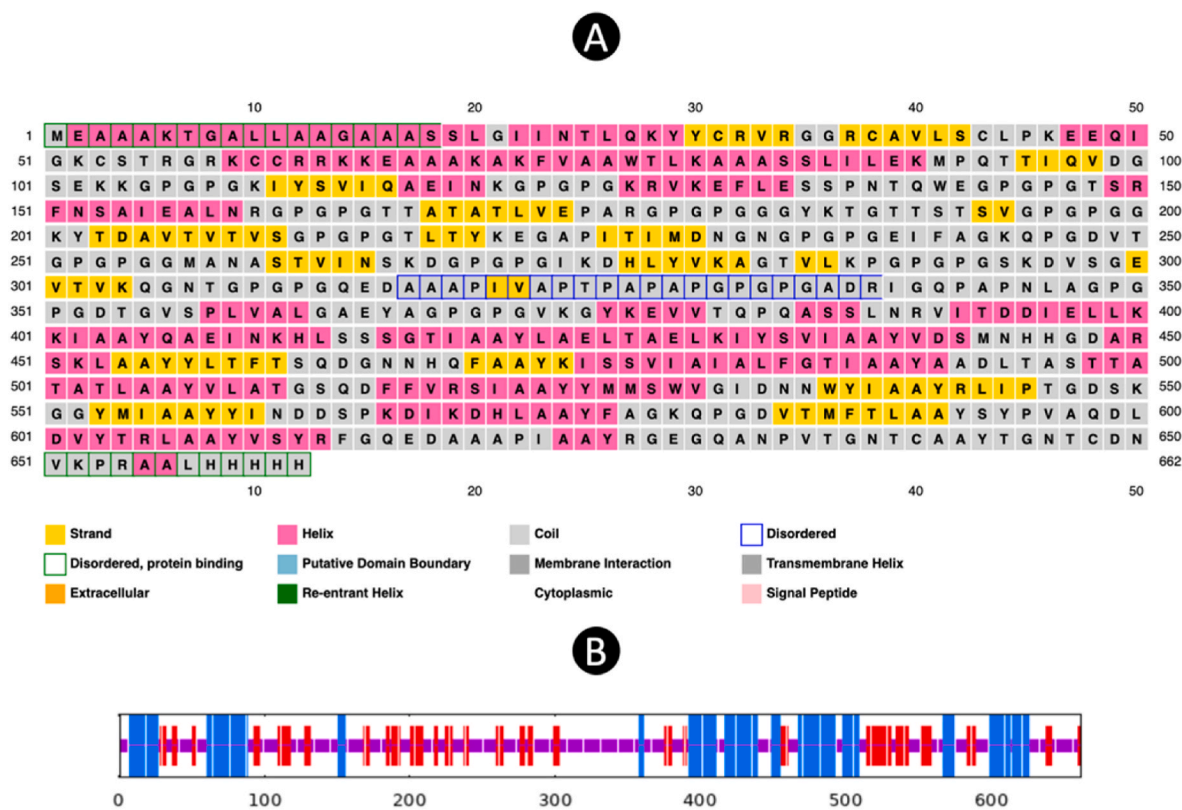 A
10 20 30 40 50
1 M E A A A K T G A L L A A G A A A S S L G I I N T L Q K Y Y C R V R G G R C A V L S C L P K E E Q I 50
51 G K C S T R G R K C C R R K K E A A A K A K F V A A W T L K A A A S S L I L E K M P Q T T I Q V D G 100
101 S E K K G P G P G K I Y S V I Q A E I N K G P G P G K R V K E F L E S S P N T Q W E G P G P G T S R 150
151 F N S A I E A L N R G P G P G T T A T A T L V E P A R G P G P G G G Y K T G T T S T S V G P G P G G 200
201 K Y T D A V T V T V S G P G P G T L T Y K E G A P I T I M D N G N G P G P G E I F A G K Q P G D V T 250
251 G P G P G G M A N A S T V I N S K D G P G P G I K D H L Y V K A G T V L K P G P G P G S K D V S G E 300
301 V T V K Q G N T G P G P G Q E D A A A P I V A P T P A P A P G P G P G A D R I G Q P A P N L A G P G 350
351 P G D T G V S P L V A L G A E Y A G P G P G V K G Y K E V V T Q P Q A S S L N R V I T D D I E L L K 400
401 K I A A Y Q A E I N K H L S S S G T I A A Y L A E L T A E L K I Y S V I A A Y V D S M N H H G D A R 450
451 S K L A A Y Y L T F T S Q D G N N H Q F A A Y K I S S V I A I A L F G T I A A Y A A D L T A S T T A 500
501 T A T L A A Y V L A T G S Q D F F V R S I A A Y Y M M S W V G I D N N W Y I A A Y R L I P T G D S K 550
551 G G Y M I A A Y Y I N D D S P K D I K D H L A A Y F A G K Q P G D V T M F T L A A Y S Y P V A Q D L 600
601 D V Y T R L A A Y V S Y R F G Q E D A A A P I A A Y R G E G Q A N P V T G N T C A A Y T G N T C D N 650
651 V K P R A A L H H H H H 662
10 20 30 40 50
Strand Helix Coil Disordered
Disordered, protein binding Putative Domain Boundary Membrane Interaction Transmembrane Helix
Extracellular Re-entrant Helix Cytoplasmic Signal Peptide
B
0 100 200 300 400 500 600